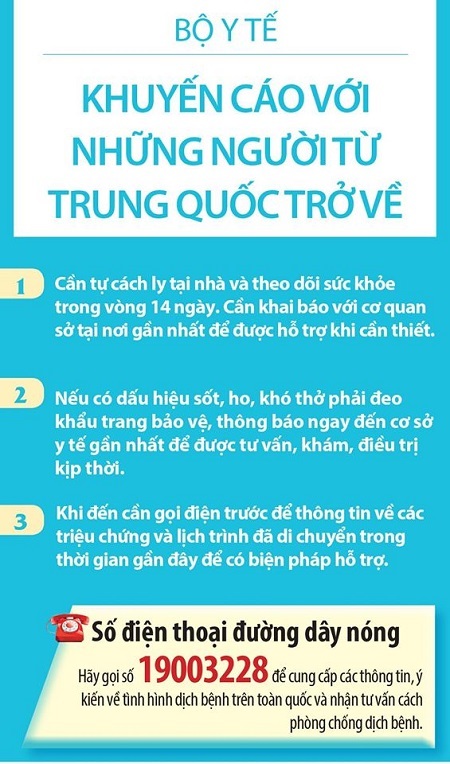 BỘ Y TẾ
KHUYẾN CÁO VỚI
NHỮNG NGƯỜI TỪ
TRUNG QUỐC TRỞ VỀ
1
Cần tự cách ly tại nhà và theo dõi sức khỏe
trong vòng 14 ngày. Cần khai báo với cơ quan
sở tại nơi gần nhất để được hỗ trợ khi cần thiết.
2
Nếu có dấu hiệu sốt, ho, khó thở phải đeo
khẩu trang bảo vệ, thông báo ngay đến cơ sở
y tế gần nhất để được tư vấn, khám, điều trị
kịp thời.
3
Khi đến cần gọi điện trước để thông tin về các
triệu chứng và lịch trình đã di chuyển trong
thời gian gần đây để có biện pháp hỗ trợ.
Số điện thoại đường dây nóng
Hãy gọi số 19003228 để cung cấp các thông tin, ý
kiến về tình hình dịch bệnh trên toàn quốc và nhận tư vấn cách
phòng chống dịch bệnh.